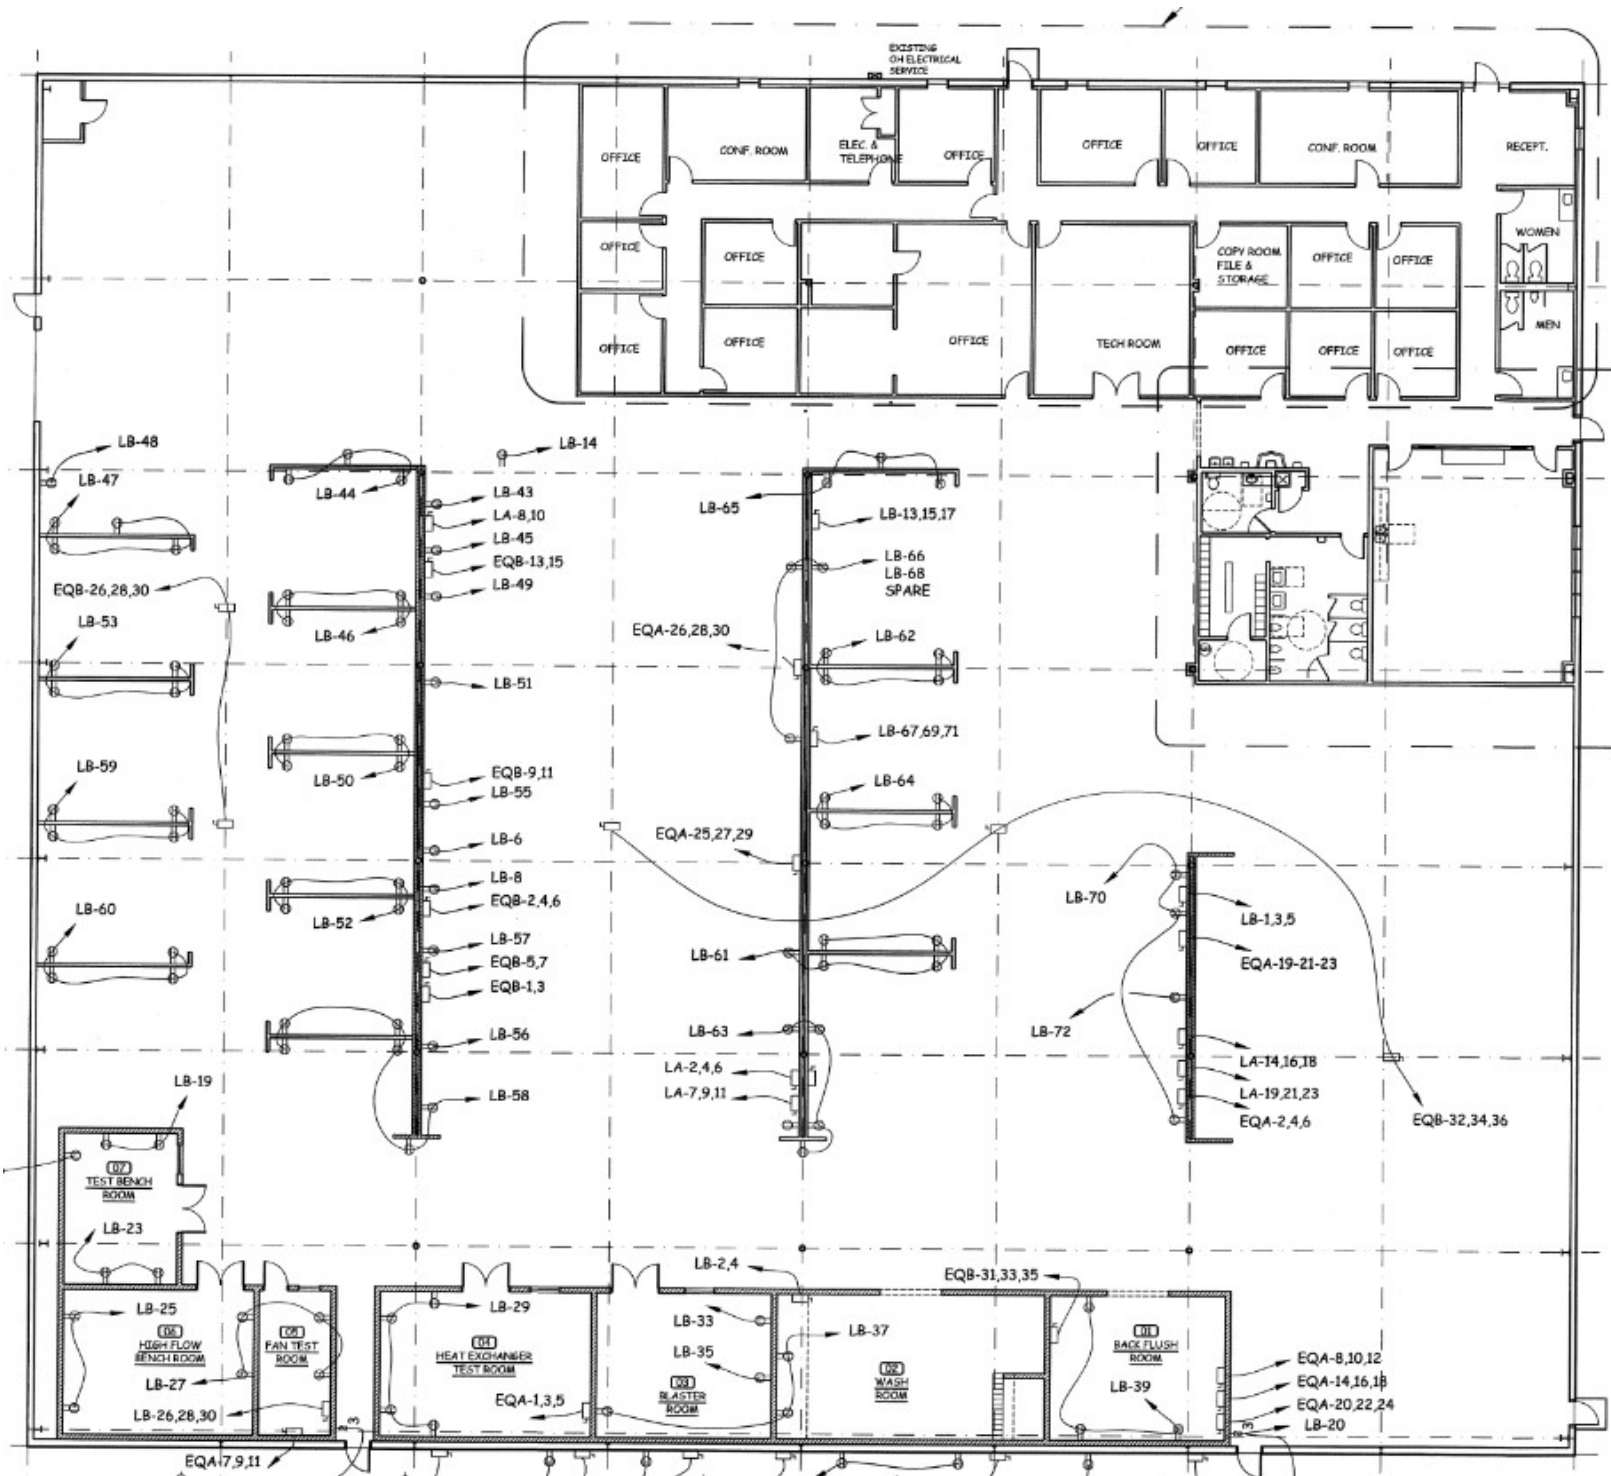 EXISTING
OH ELECTRICAL
SERVICE
OFFICE
CONF. ROOM
ELEC. &
TELEPHONE
OFFICE
OFFICE
OFFICE
CONF. ROOM
RECEPT.
OFFICE
OFFICE
COPY ROOM
FILE &
STORAGE
OFFICE
OFFICE
WOMEN
OFFICE
OFFICE
OFFICE
TECH ROOM
OFFICE
OFFICE
OFFICE
MEN
LB-48
LB-14
LB-47
LB-44
LB-43
LB-65
LA-8,10
LB-13,15,17
LB-45
EQB-13,15
LB-66
LB-68
SPARE
EQB-26,28,30
LB-49
LB-53
LB-46
EQA-26,28,30
LB-62
LB-51
LB-67,69,71
LB-59
LB-50
EQB-9,11
LB-55
LB-64
LB-6
EQA-25,27,29
LB-8
LB-70
LB-60
LB-52
EQB-2,4,6
LB-1,3,5
LB-57
LB-61
EQB-5,7
EQA-19-21-23
EQB-1,3
LB-56
LB-63
LB-72
LA-2,4,6
LA-14,16,18
LB-19
LB-58
LA-7,9,11
LA-19,21,23
EQA-2,4,6
EQB-32,34,36
07
TEST BENCH
ROOM
LB-23
LB-2,4
EQB-31,33,35
LB-25
LB-29
LB-33
LB-37
06
HIGH FLOW
BENCH ROOM
05
FAN TEST
ROOM
04
HEAT EXCHANGER
TEST ROOM
LB-35
03
BLASTER
ROOM
02
WASH
ROOM
01
BACK FLUSH
ROOM
LB-27
EQA-1,3,5
LB-39
EQA-8,10,12
EQA-14,16,18
EQA-20,22,24
LB-26,28,30
2
3
2
3
LB-20
EQA-7,9,11